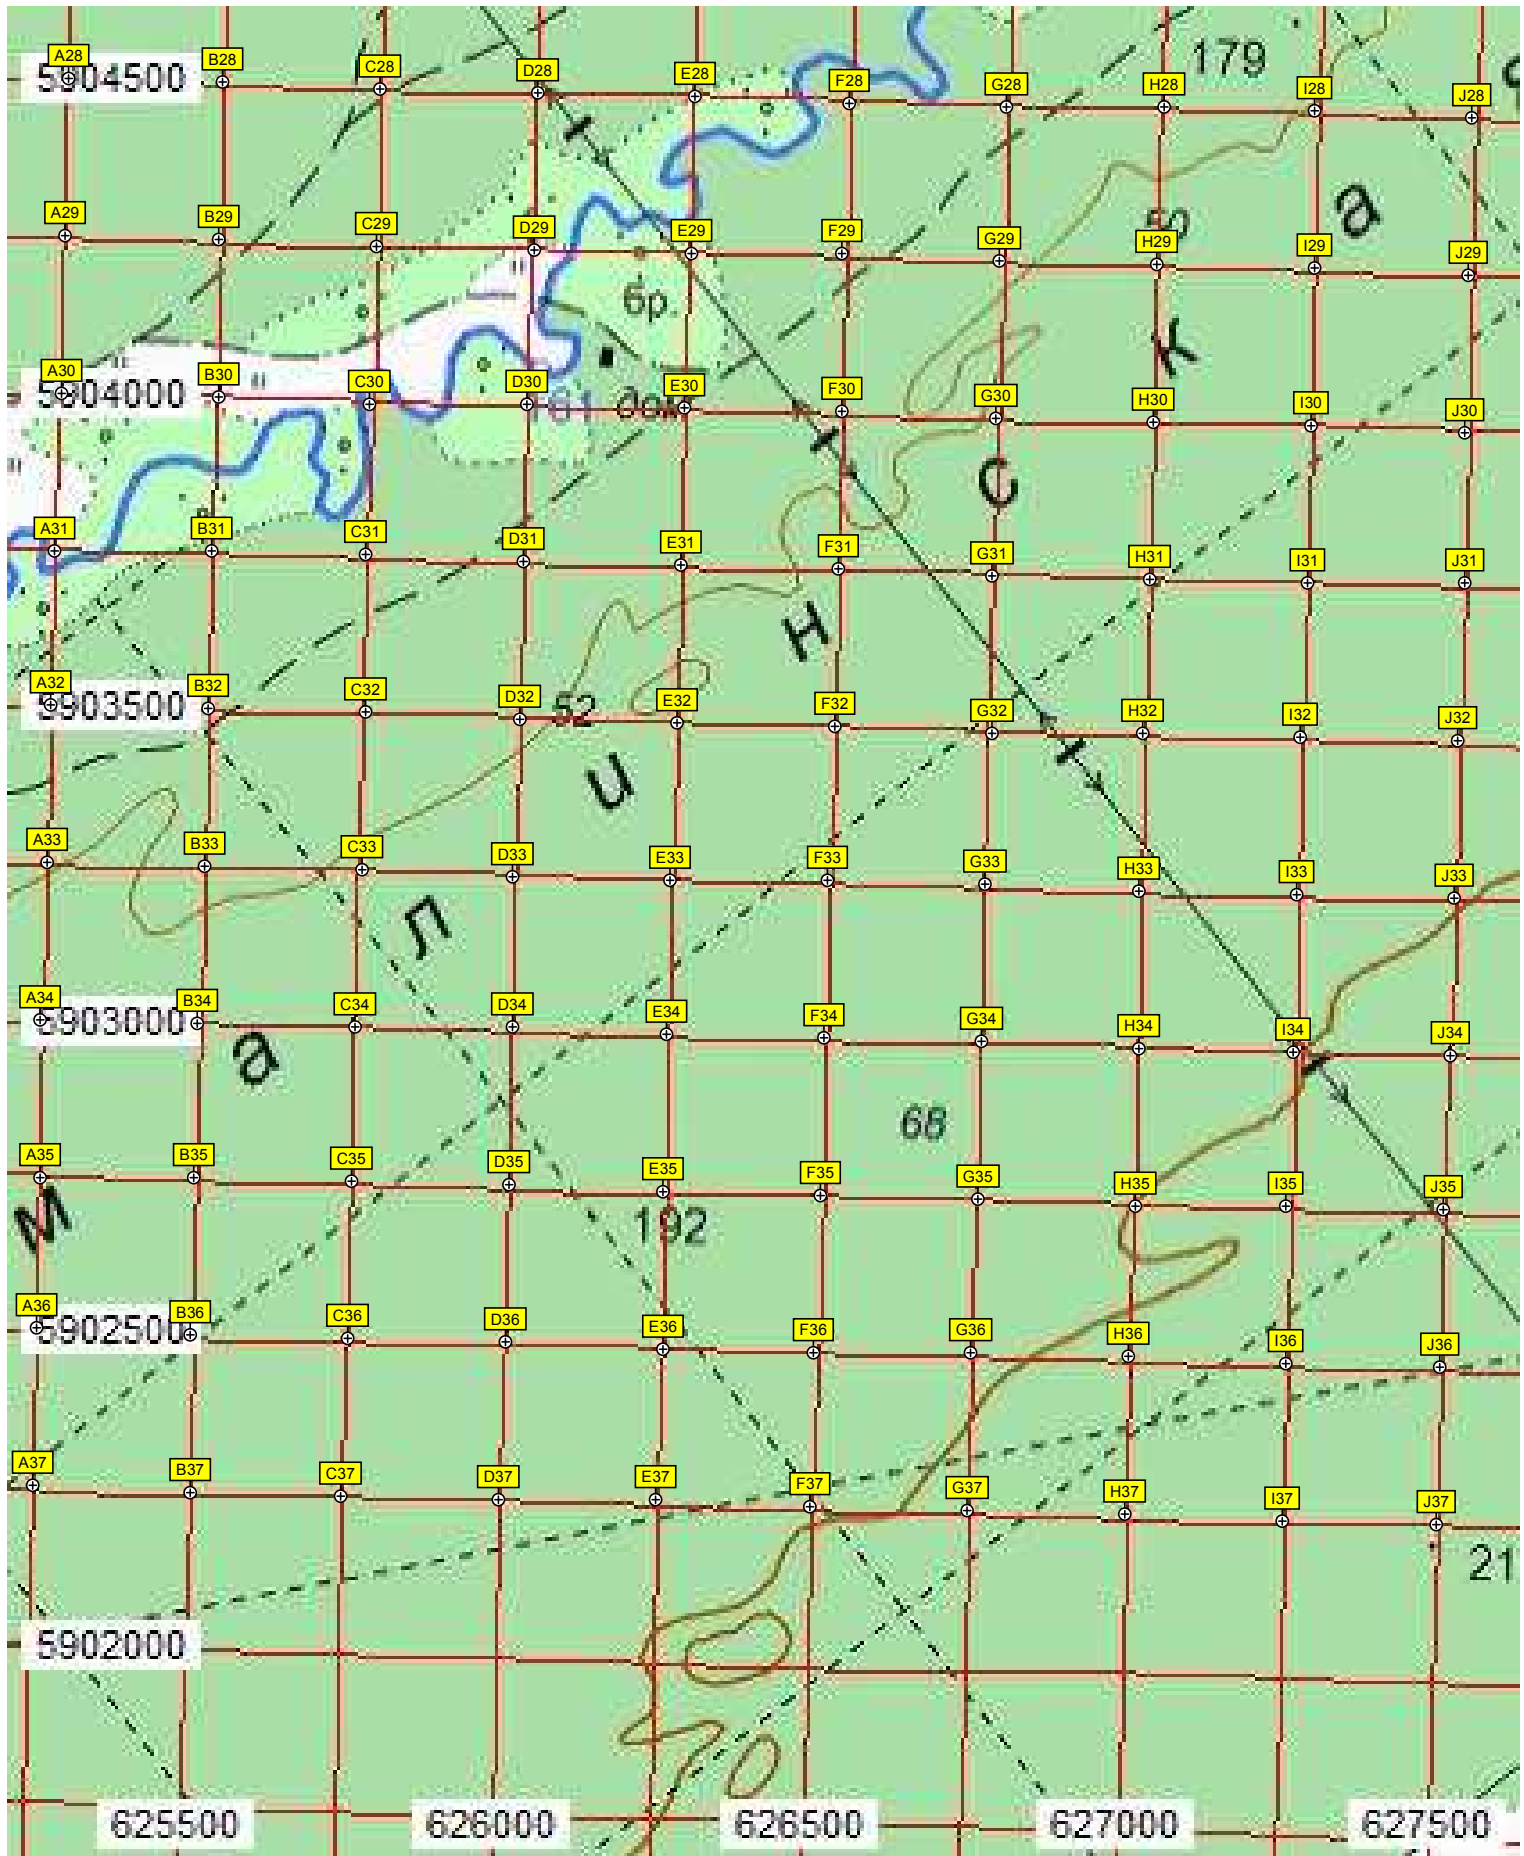 179
A28 B28 C28 D28 E28 F28 G28 H28 I28 J28
5904500
а
50
A29 B29 C29 D29 E29 F29 G29 H29 I29 J29
бр.
к
A30 B30 C30 D30 E30 F30 G30 H30 I30 J30
5904000
161 дом
с
A31 B31 C31 D31 E31 F31 G31 H31 I31 J31
н
A32 B32 C32 D32 E32 F32 G32 H32 I32 J32
5903500
52
и
A33 B33 C33 D33 E33 F33 G33 H33 I33 J33
л
A34 B34 C34 D34 E34 F34 G34 H34 I34 J34
5903000
а
68
A35 B35 C35 D35 E35 F35 G35 H35 I35 J35
м
192
A36 B36 C36 D36 E36 F36 G36 H36 I36 J36
5902500
A37 B37 C37 D37 E37 F37 G37 H37 I37 J37
21
5902000
625500 626000 626500 627000 627500